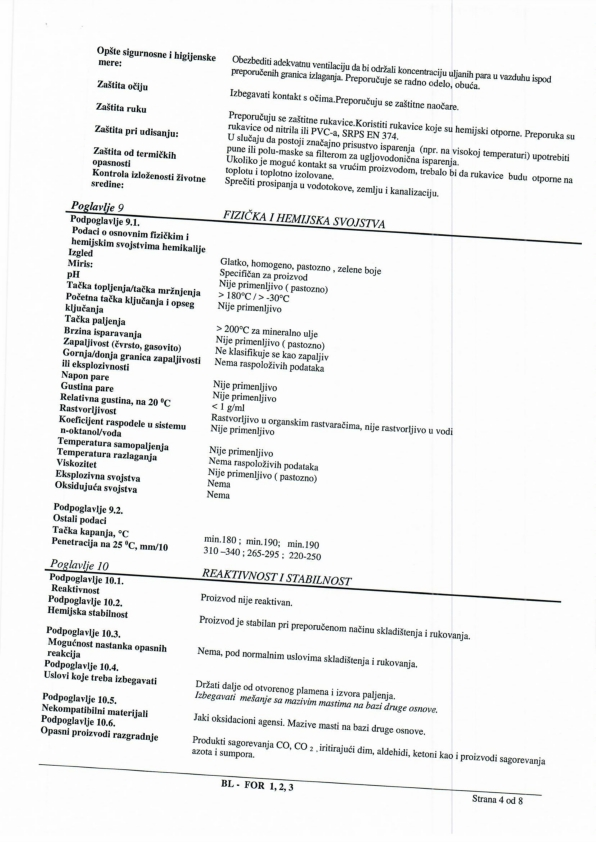 Opšte sigurnosne i higijenske
mere:
Obezbediti adekvatnu ventilaciju da bi održali koncentraciju uljanih para u vazduhu ispod
preporučenih granica izlaganja. Preporučuje se radno odelo, obuća.
Zaštita očiju
Izbegavati kontakt s očima.Preporučuju se zaštitne naočare.
Zaštita ruku
Preporučuju se zaštitne rukavice.Koristiti rukavice koje su hemijski otporne. Preporuka su
rukavice od nitrila ili PVC-a, SRPS EN 374.
Zaštita pri udisanju:
U slučaju da postoji značajno prisustvo isparenja (npr. na visokoj temperaturi) upotrebiti
pune ili polu-maske sa filterom za ugljovodonična isparenja.
Zaštita od termičkih
opasnosti
Ukoliko je moguć kontakt sa vrućim proizvodom, trebalo bi da rukavice budu otporne na
toplotu i toplotno izolovane.
Kontrola izloženosti životne
sredine:
Sprečiti prosipanja u vodotokove, zemlju i kanalizaciju.
Poglavlje 9 FIZIČKA I HEMIJSKA SVOJSTVA
Podpoglavlje 9.1.
Podaci o osnovnim fizičkim i
hemijskim svojstvima hemikalije
Izgled Glatko, homogeno, pastozno , zelene boje
Miris: Specifičan za proizvod
pH Nije primenljivo ( pastozno)
Tačka topljenja/tačka mržnjenja > 180°C / > -30°C
Početna tačka ključanja i opseg
ključanja
Nije primenljivo
Tačka paljenja > 200°C za mineralno ulje
Brzina isparavanja Nije primenljivo ( pastozno)
Zapaljivost (čvrsto, gasovito) Ne klasifikuje se kao zapaljiv
Gornja/donja granica zapaljivosti
ili eksplozivnosti
Nema raspoloživih podataka
Napon pare Nije primenljivo
Gustina pare Nije primenljivo
Relativna gustina, na 20 ⁰C < 1 g/ml
Rastvorljivost Rastvorljivo u organskim rastvaračima, nije rastvorljivo u vodi
Koeficijent raspodele u sistemu
n-oktanol/voda
Nije primenljivo
Temperatura samopaljenja Nije primenljivo
Temperatura razlaganja Nema raspoloživih podataka
Viskozitet Nije primenljivo ( pastozno)
Eksplozivna svojstva Nema
Oksidujuća svojstva Nema
Podpoglavlje 9.2.
Ostali podaci
Tačka kapanja, °C min.180 ; min.190; min.190
Penetracija na 25 ⁰C, mm/10 310 –340 ; 265-295 ; 220-250
Poglavlje 10 REAKTIVNOST I STABILNOST
Podpoglavlje 10.1.
Reaktivnost Proizvod nije reaktivan.
Podpoglavlje 10.2.
Hemijska stabilnost Proizvod je stabilan pri preporučenom načinu skladištenja i rukovanja.
Podpoglavlje 10.3.
Mogućnost nastanka opasnih
reakcija
Nema, pod normalnim uslovima skladištenja i rukovanja.
Podpoglavlje 10.4.
Uslovi koje treba izbegavati Držati dalje od otvorenog plamena i izvora paljenja.
Izbegavati mešanje sa mazivim mastima na bazi druge osnove.
Podpoglavlje 10.5.
Nekompatibilni materijali Jaki oksidacioni agensi. Mazive masti na bazi druge osnove.
Podpoglavlje 10.6.
Opasni proizvodi razgradnje Produkti sagorevanja CO, CO ₂ , iritirajući dim, aldehidi, ketoni kao i proizvodi sagorevanja
azota i sumpora.
BL - FOR 1, 2, 3
Strana 4 od 8